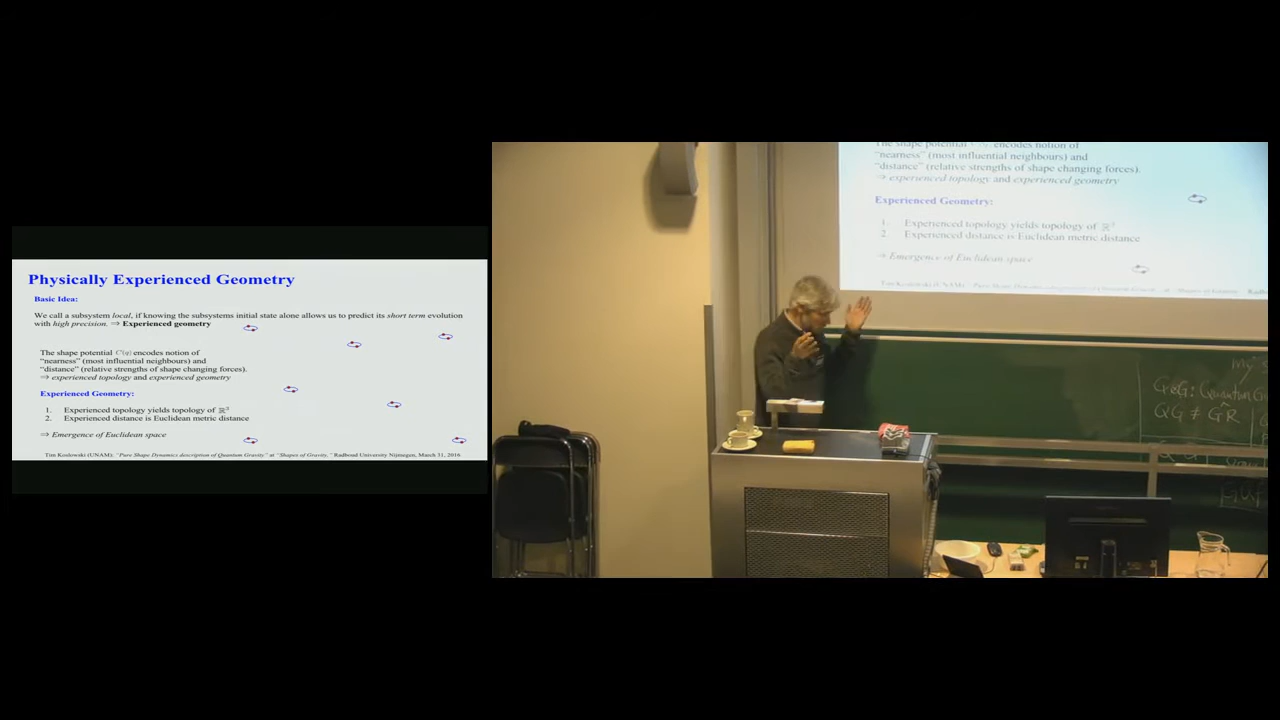 Physically Experienced Geometry
Basic Idea:
We call a subsystem local, if knowing the subsystems initial state alone allows us to predict its short term evolution
with high precision. ⇒ Experienced geometry
The shape potential C(q) encodes notion of
“nearness” (most influential neighbours) and
“distance” (relative strengths of shape changing forces).
⇒ experienced topology and experienced geometry
Experienced Geometry:
1. Experienced topology yields topology of ℝ³
2. Experienced distance is Euclidean metric distance
⇒ Emergence of Euclidean space
Tim Koslowski (UNAM); "Pure Shape Dynamics description of Quantum Gravity." at "Shapes of Gravity, " Radboud University Nijmegen, March 31, 2016
The shape potential encodes notion of
“nearness” (most influential neighbours) and
“distance” (relative strengths of shape changing forces).
⇒ experienced topology and experienced geometry
Experienced Geometry:
1. Experienced topology yields topology of ℝ³
2. Experienced distance is Euclidean metric distance
⇒ Emergence of Euclidean space
QG ≠ GR